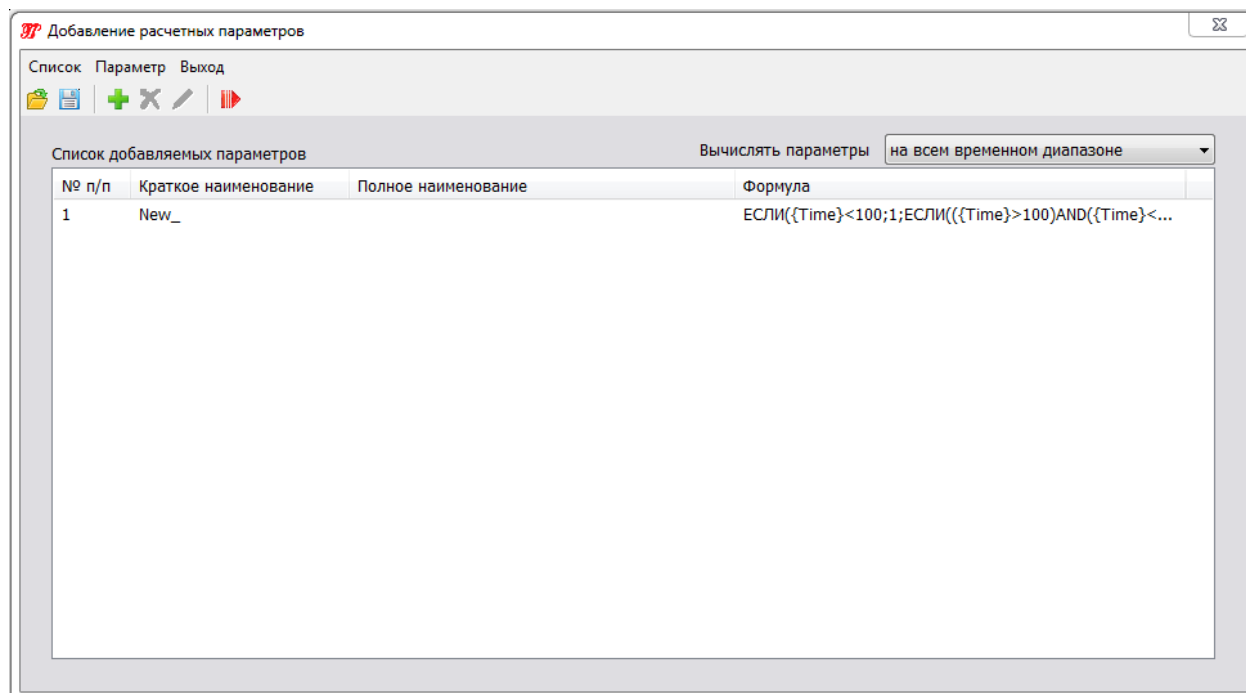 Добавление расчетных параметров
Список Параметр Выход
Список добавляемых параметров Вычислять параметры на всем временном диапазоне
№ п/п Краткое наименование Полное наименование Формула
1 New_ ЕСЛИ({Time}<100;1;ЕСЛИ(({Time}>100)AND({Time}<...